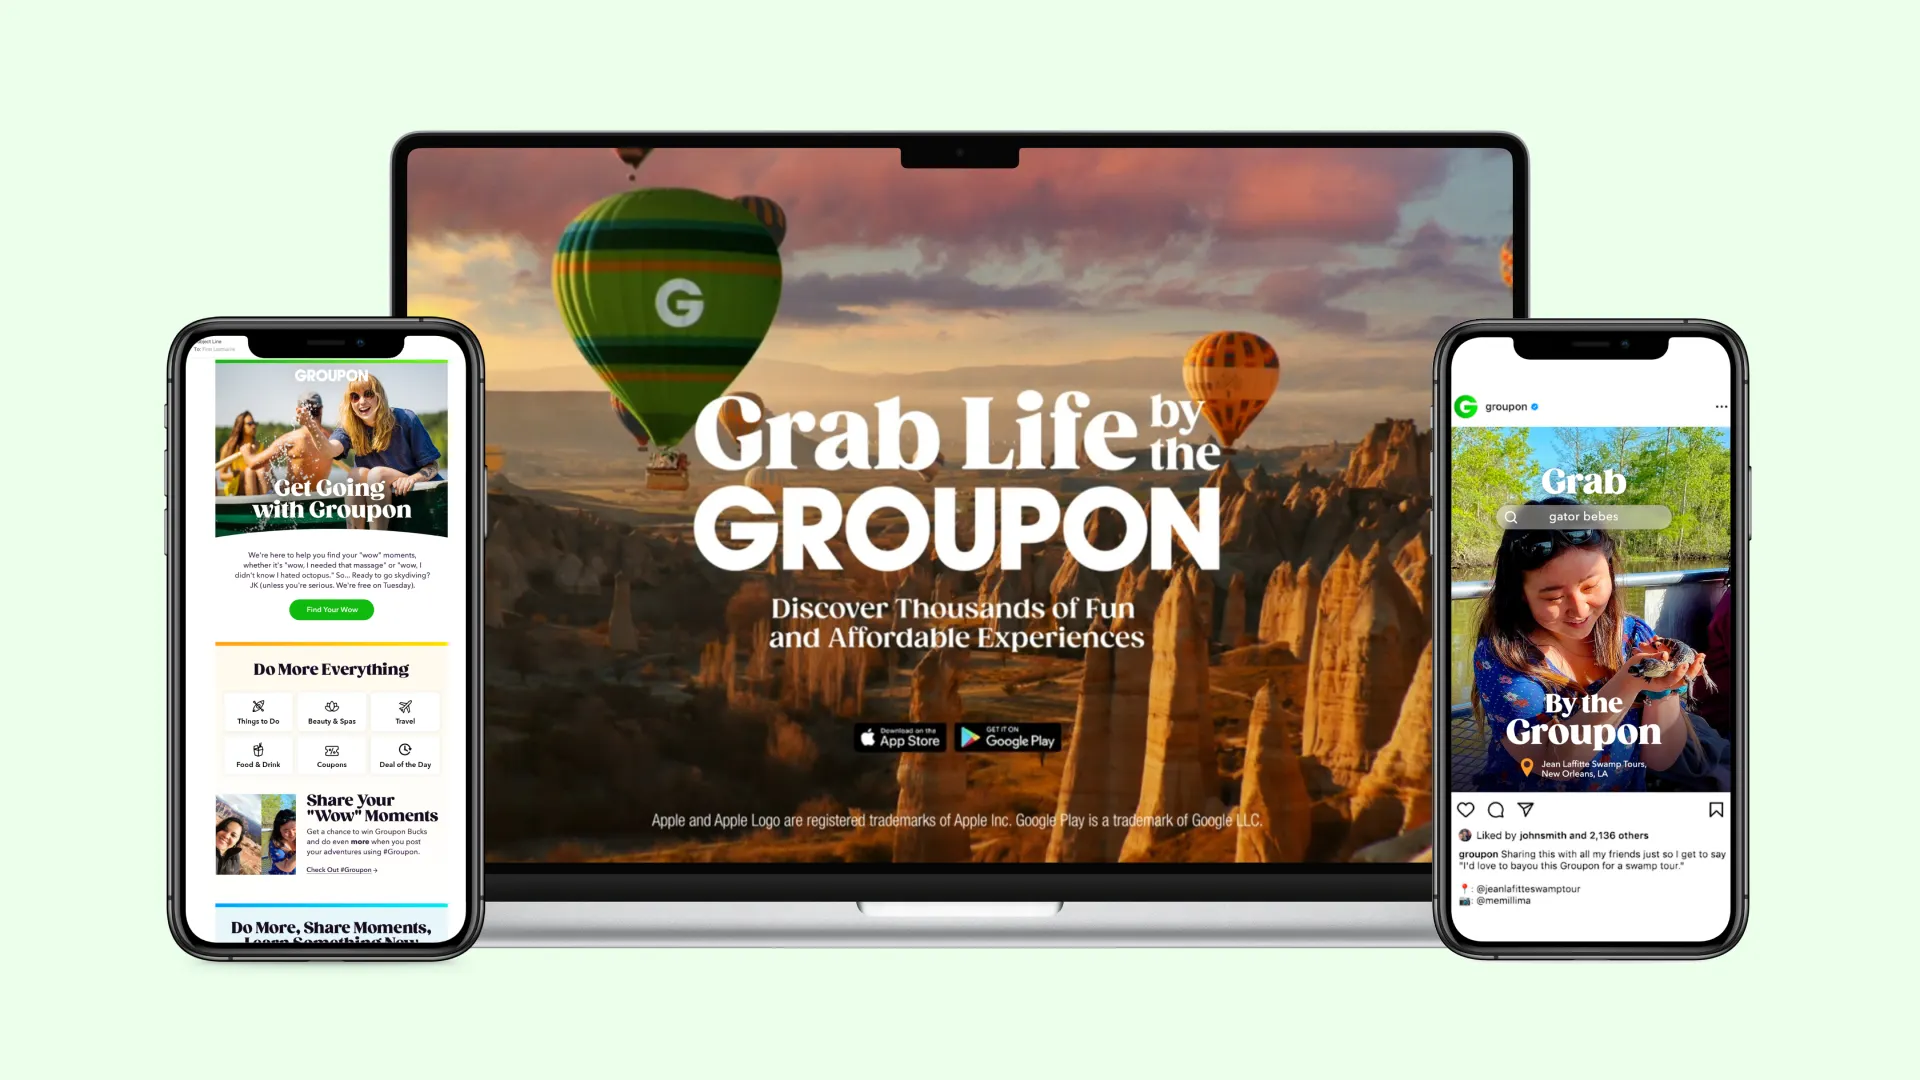 To:
GROUPON
Get Going
with Groupon
We're here to help you find your "wow" moments,
whether it's "wow, I needed that massage" or "wow, I
didn't know I hated octopus." So... Ready to go skydiving?
JK (unless you're serious. We're free on Tuesday).
Find Your Wow
Do More Everything
Things to Do
Beauty & Spas
Travel
Food & Drink
Coupons
Deal of the Day
Share Your
"Wow" Moments
Get a chance to win Groupon Bucks
and do even more when you post
your adventures using #Groupon.
Check Out #Groupon →
Do More, Share Moments,
Learn Something New
G
Grab Life by the
GROUPON
Discover Thousands of Fun
and Affordable Experiences
Download on the
App Store
GET IT ON
Google Play
Apple and Apple Logo are registered trademarks of Apple Inc. Google Play is a trademark of Google LLC.
G
groupon
Grab
gator bebes
By the
Groupon
Jean Laffitte Swamp Tours,
New Orleans, LA
Liked by johnsmith and 2,136 others
groupon Sharing this with all my friends just so I get to say
"I'd love to bayou this Groupon for a swamp tour."
📍: @jeanlafitteswamptour
📷: @memillima